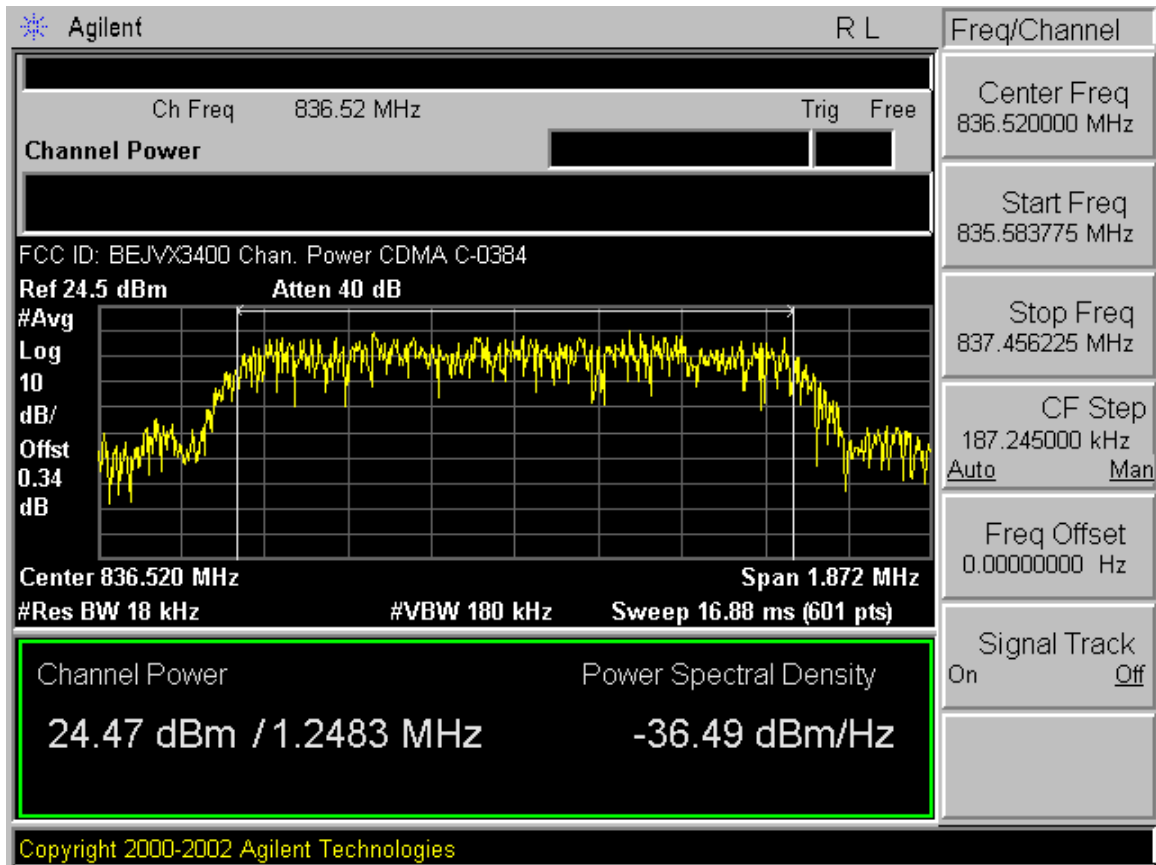 Agilent R L
Ch Freq 836.52 MHz Trig Free
Channel Power
FCC ID: BEJVX3400 Chan. Power CDMA C-0384
Ref 24.5 dBm Atten 40 dB
#Avg
Log
10
dB/
Offst
0.34
dB
Center 836.520 MHz Span 1.872 MHz
#Res BW 18 kHz #VBW 180 kHz Sweep 16.88 ms (601 pts)
Channel Power Power Spectral Density
24.47 dBm / 1.2483 MHz -36.49 dBm/Hz
Copyright 2000-2002 Agilent Technologies
Freq/Channel
Center Freq
836.520000 MHz
Start Freq
835.583775 MHz
Stop Freq
837.456225 MHz
CF Step
187.245000 kHz
Auto Man
Freq Offset
0.00000000 Hz
Signal Track
On Off